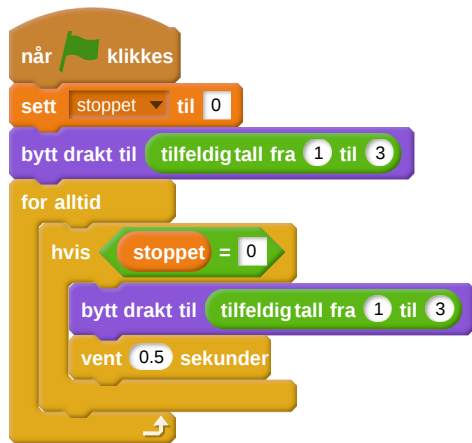 når klikkes
sett stoppet til 0
bytt drakt til tilfeldig tall fra 1 til 3
for alltid
hvis stoppet = 0
bytt drakt til tilfeldig tall fra 1 til 3
vent 0.5 sekunder